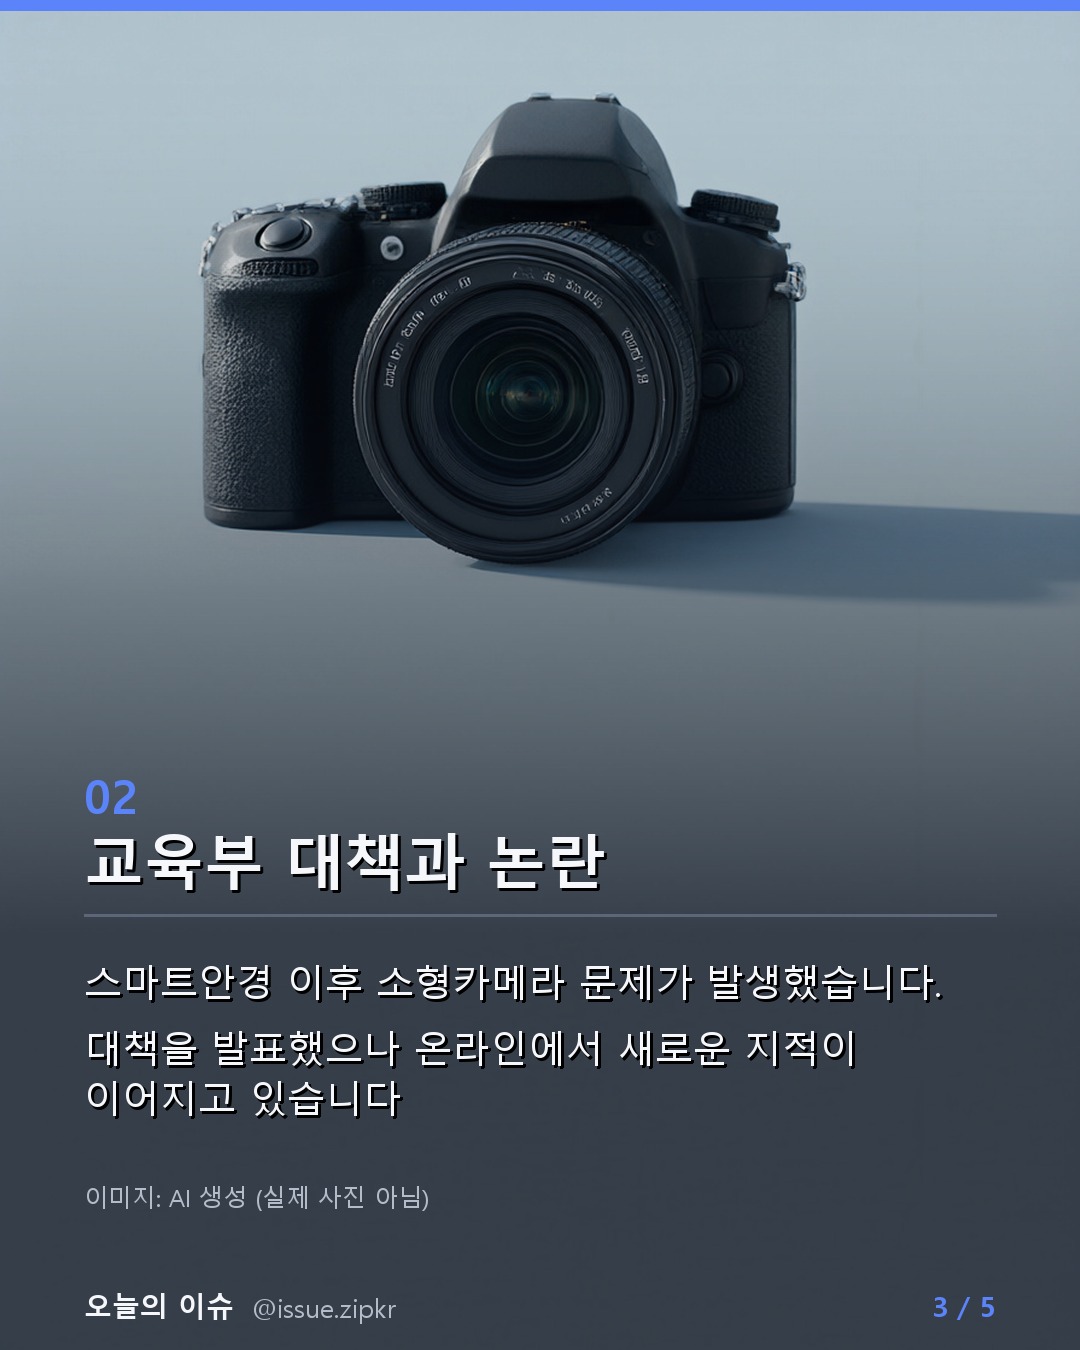 02
교육부 대책과 논란
스마트안경 이후 소형카메라 문제가 발생했습니다.
대책을 발표했으나 온라인에서 새로운 지적이
이어지고 있습니다
이미지: AI 생성 (실제 사진 아님)
오늘의 이슈 @issue.zipkr
3 / 5